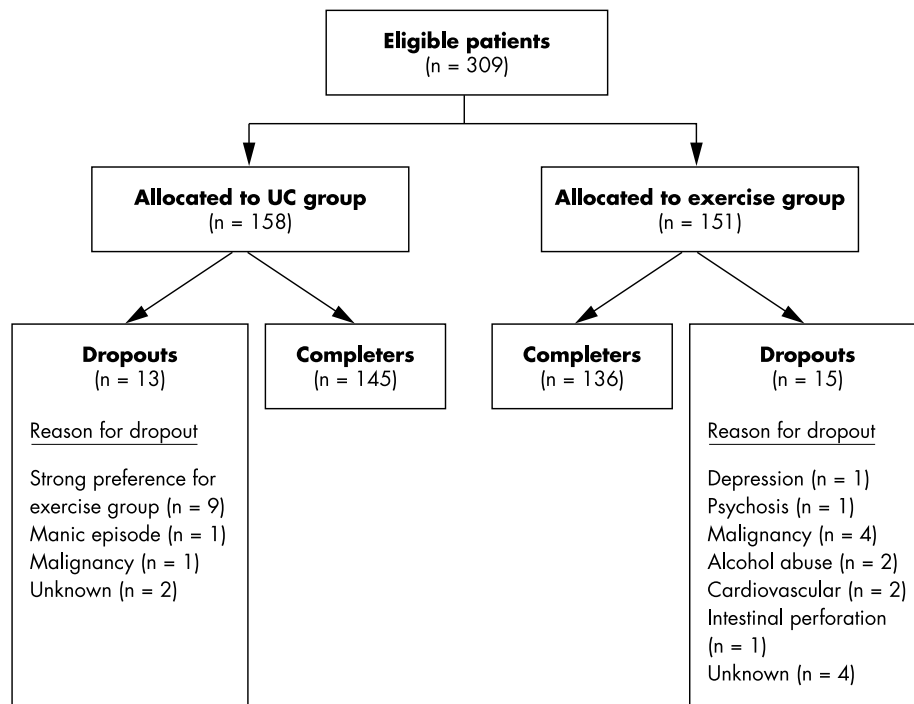 Eligible patients
(n = 309)
Allocated to UC group
(n = 158)
Allocated to exercise group
(n = 151)
Dropouts
(n = 13)
Reason for dropout
Strong preference for
exercise group (n = 9)
Manic episode (n = 1)
Malignancy (n = 1)
Unknown (n = 2)
Completers
(n = 145)
Completers
(n = 136)
Dropouts
(n = 15)
Reason for dropout
Depression (n = 1)
Psychosis (n = 1)
Malignancy (n = 4)
Alcohol abuse (n = 2)
Cardiovascular (n = 2)
Intestinal perforation
(n = 1)
Unknown (n = 4)